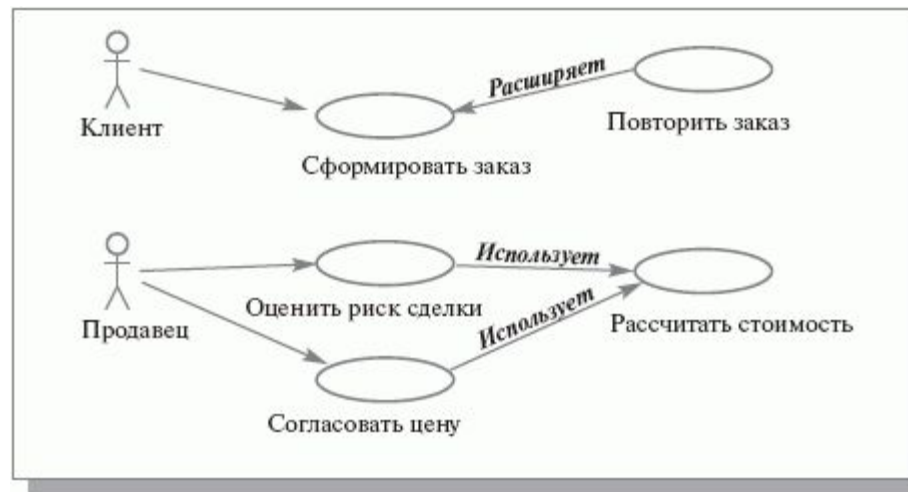 Расширяет
Клиент
Повторить заказ
Сформировать заказ
Использует
Оценить риск сделки
Использует
Продавец
Рассчитать стоимость
Согласовать цену